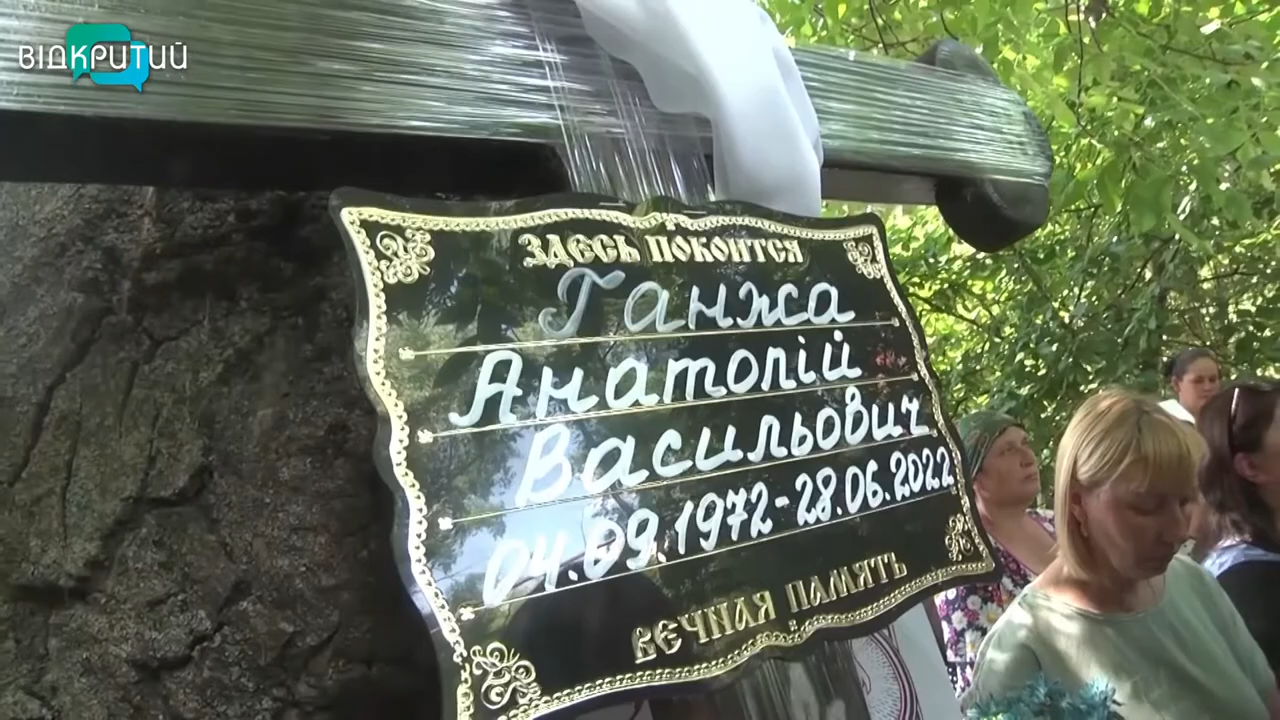 ВІДКРИТИЙ
ЗДЕСЬ ПОКОИТСЯ
Ганжа
Анатолій
Васильович
04.09.1972-28.06.2022
ВЕЧНАЯ ПАМЯТЬ